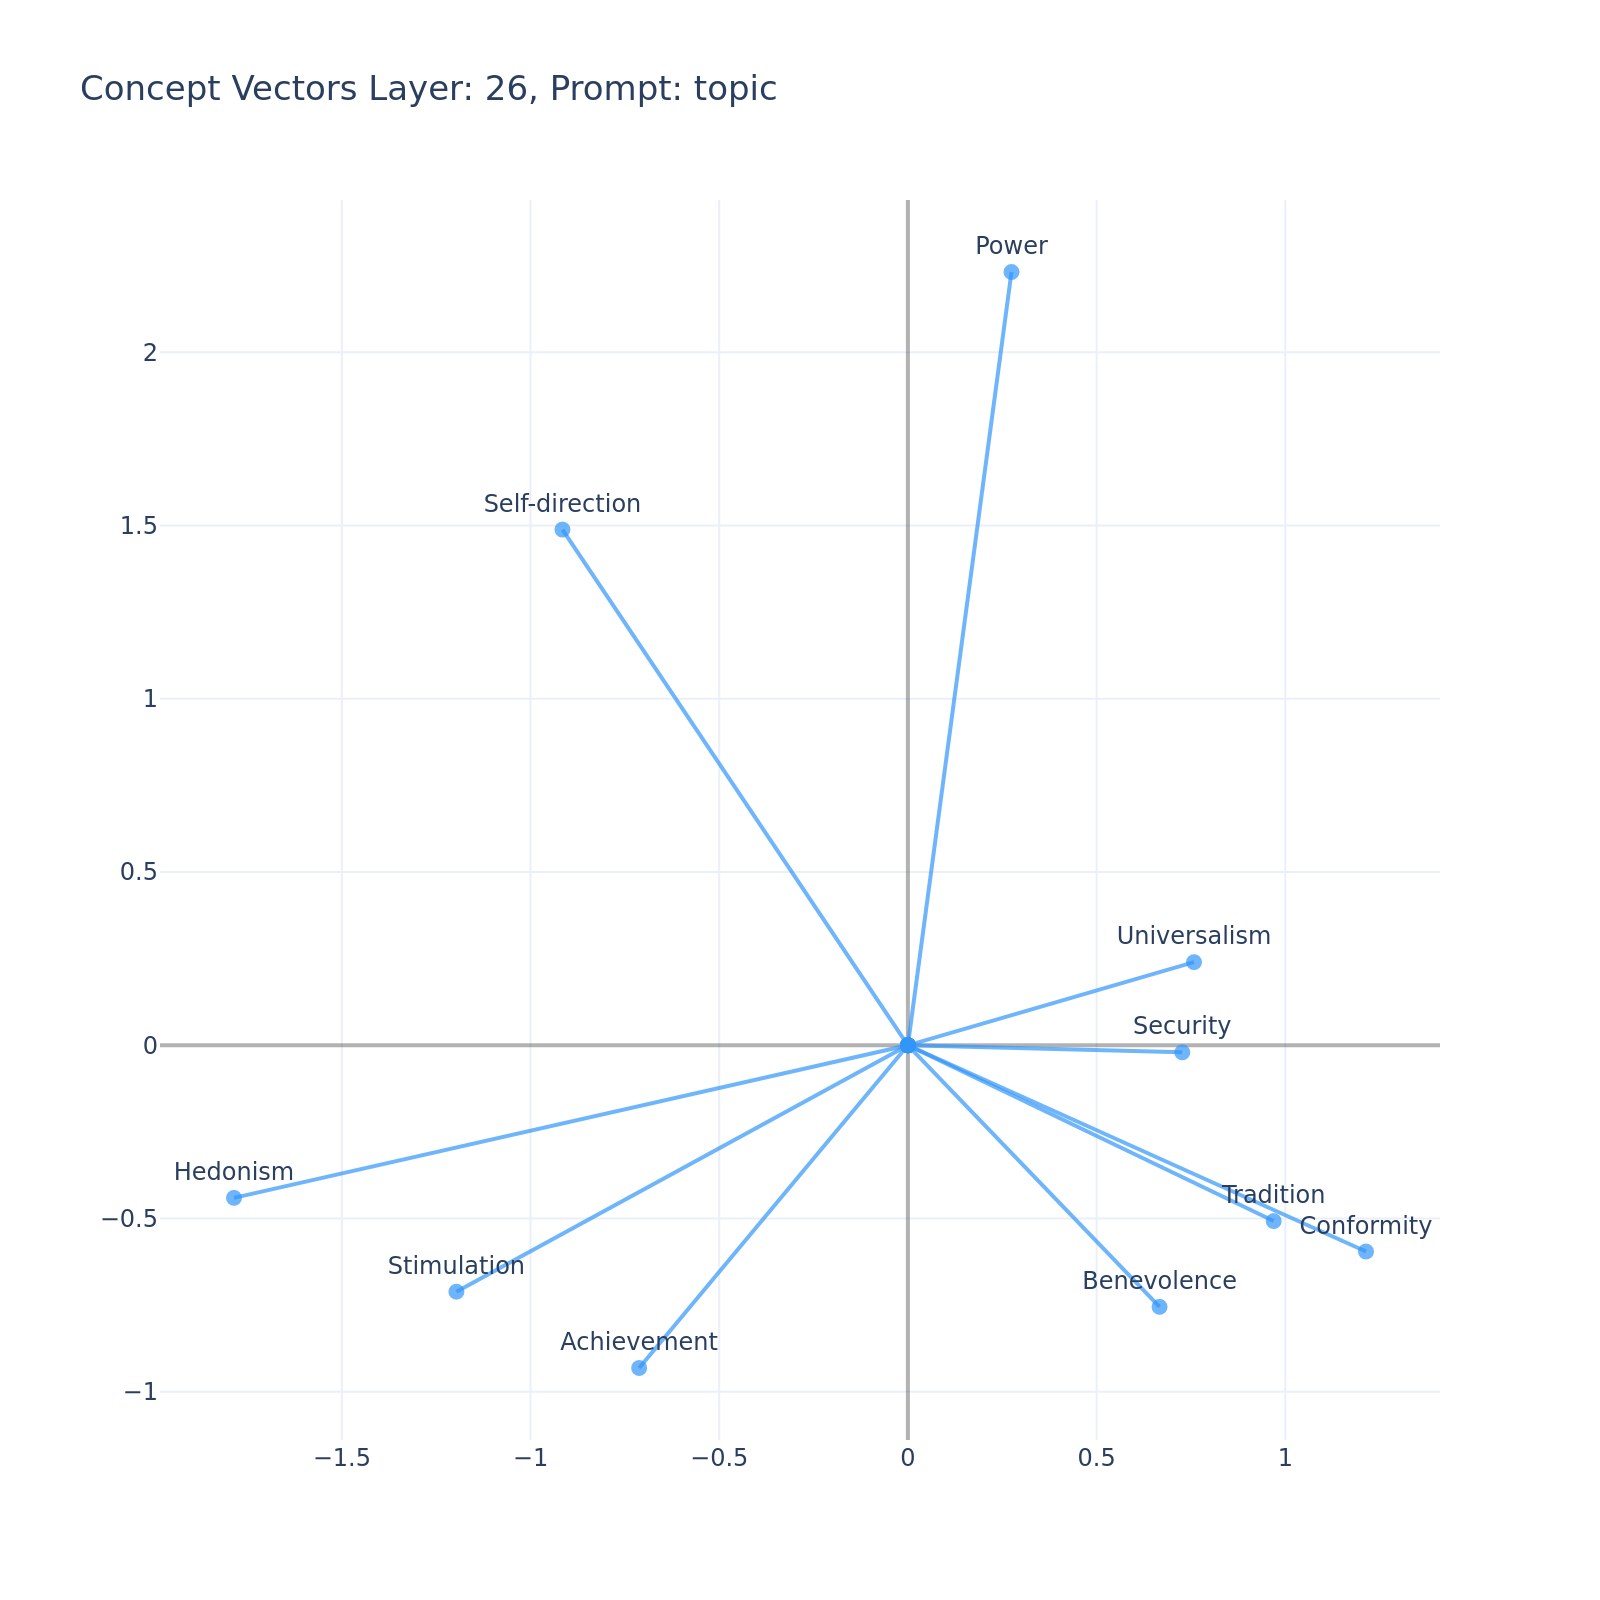 Concept Vectors Layer: 26, Prompt: topic
Power
2
Self-direction
1.5
1
0.5
Universalism
Security
0
Hedonism
Tradition
−0.5
Conformity
Stimulation
Benevolence
Achievement
−1
−1.5
−1
−0.5
0
0.5
1